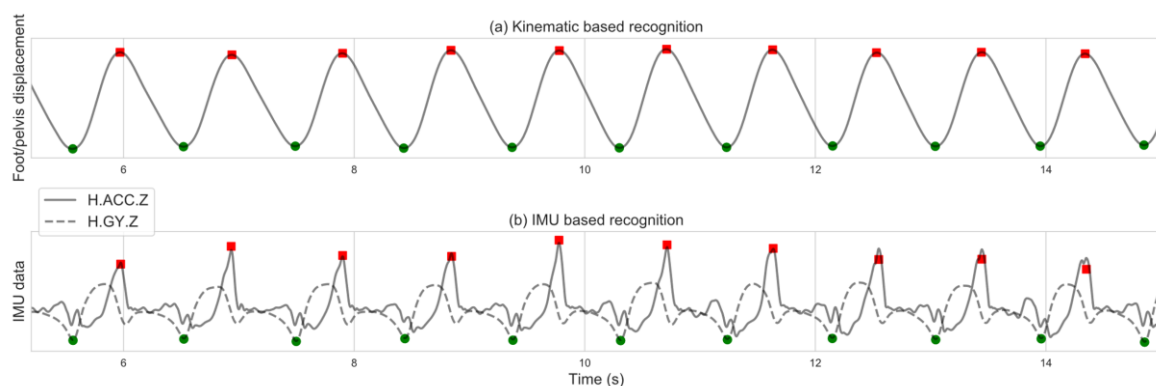 (a) Kinematic based recognition
Foot/pelvis displacement
6 8 10 12 14
H.ACC.Z
H.GY.Z
(b) IMU based recognition
IMU data
6 8 10 12 14
Time (s)